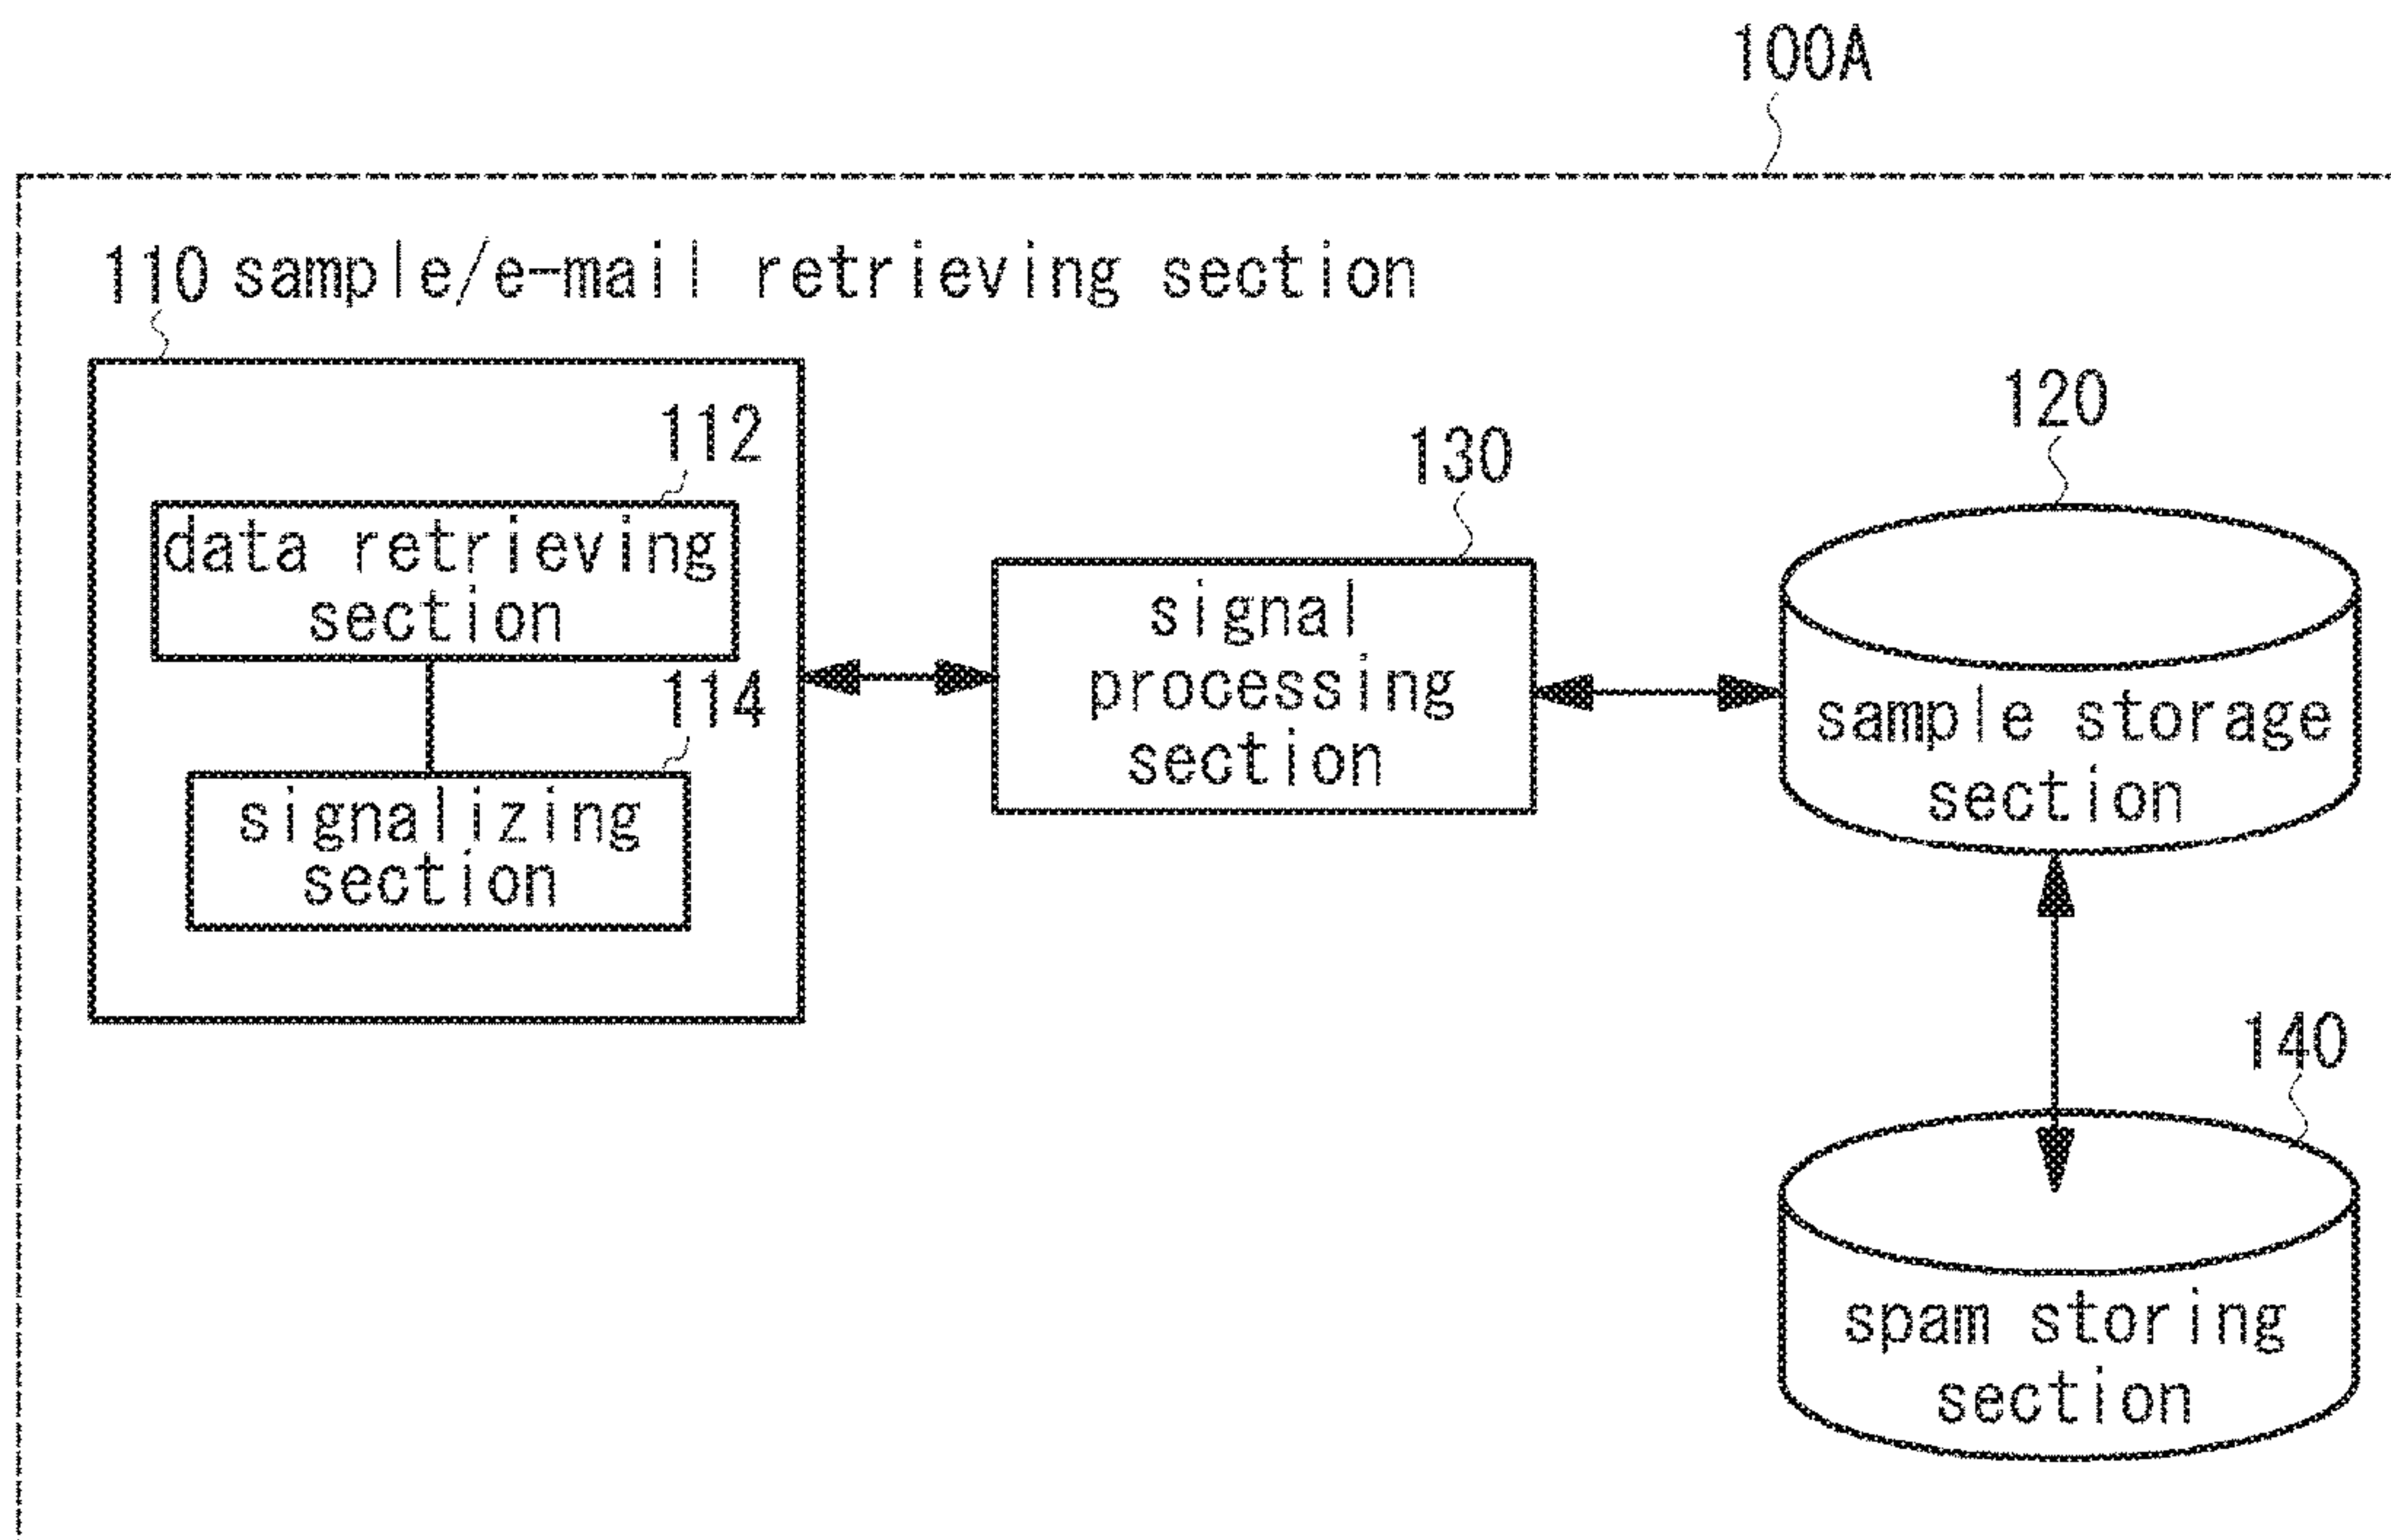 100A
110 sample/e-mail retrieving section
112
data retrieving
section
114
signalizing
section
130
signal
processing
section
120
sample storage
section
140
spam storing
section